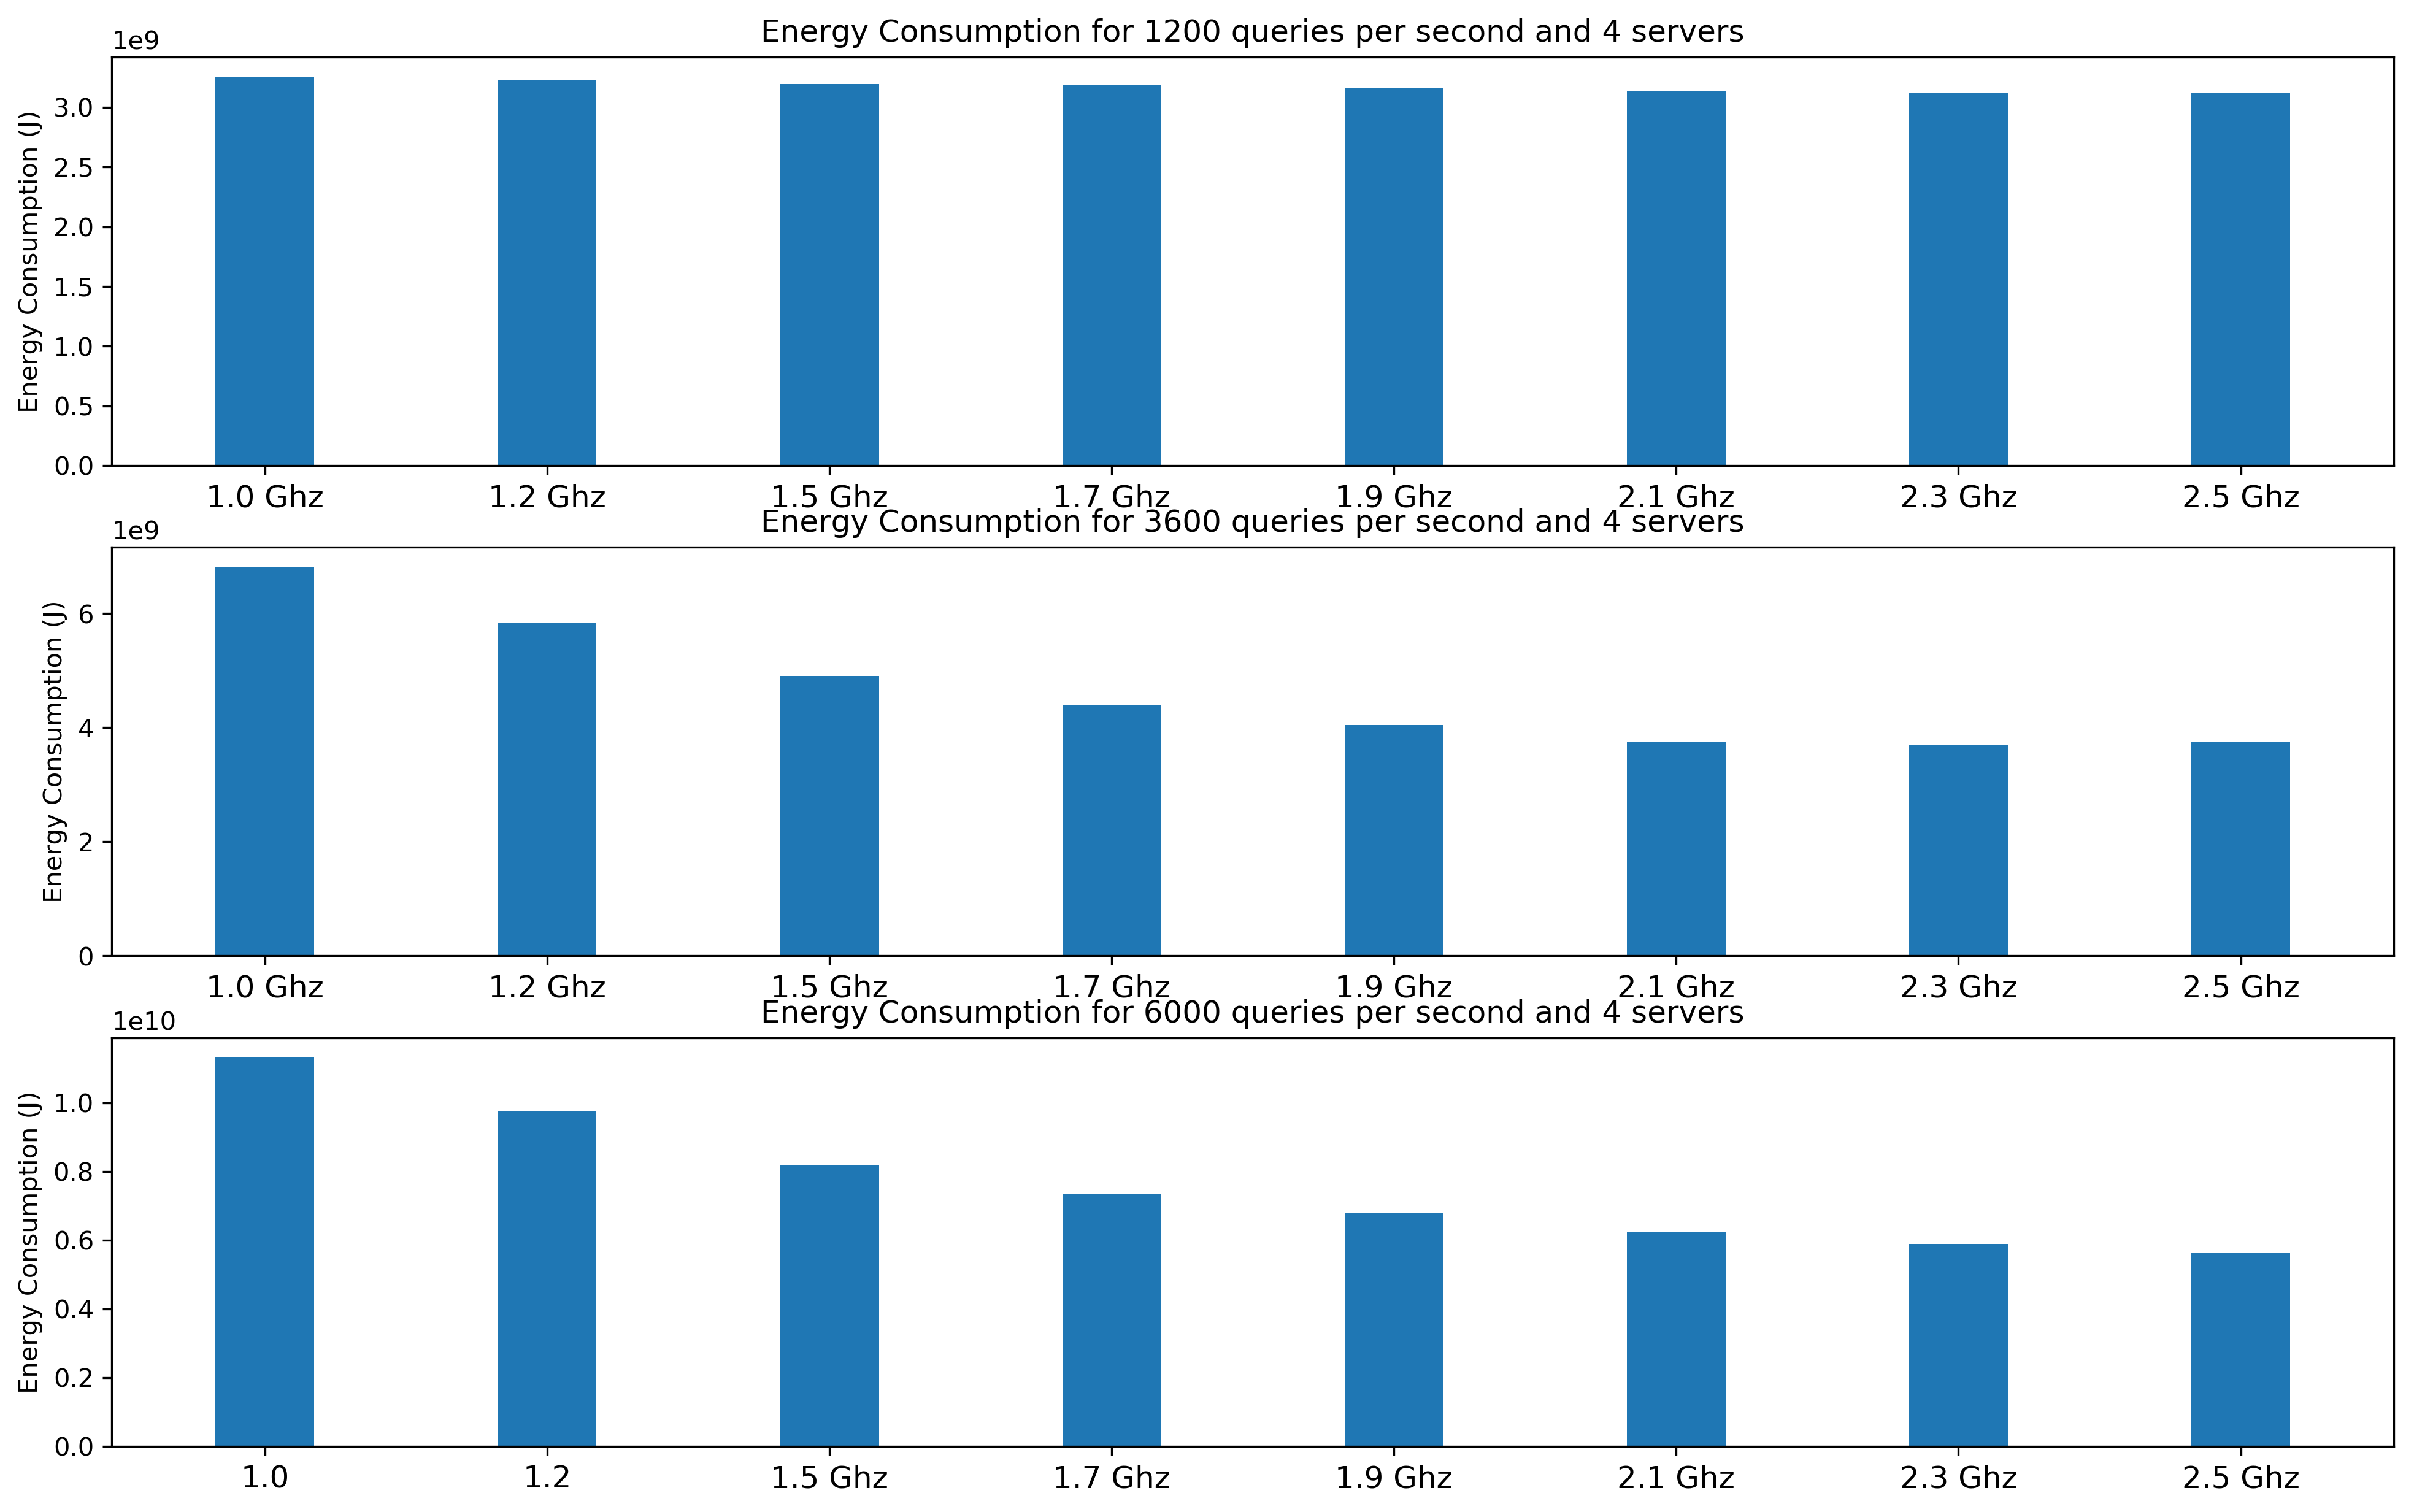 Energy Consumption for 1200 queries per second and 4 servers
1e9
Energy Consumption (J)
3.0
2.5
2.0
1.5
1.0
0.5
0.0
1.0 Ghz 1.2 Ghz 1.5 Ghz 1.7 Ghz 1.9 Ghz 2.1 Ghz 2.3 Ghz 2.5 Ghz
Energy Consumption for 3600 queries per second and 4 servers
1e9
Energy Consumption (J)
6
4
2
0
1.0 Ghz 1.2 Ghz 1.5 Ghz 1.7 Ghz 1.9 Ghz 2.1 Ghz 2.3 Ghz 2.5 Ghz
Energy Consumption for 6000 queries per second and 4 servers
1e10
Energy Consumption (J)
1.0
0.8
0.6
0.4
0.2
0.0
1.0 1.2 1.5 Ghz 1.7 Ghz 1.9 Ghz 2.1 Ghz 2.3 Ghz 2.5 Ghz